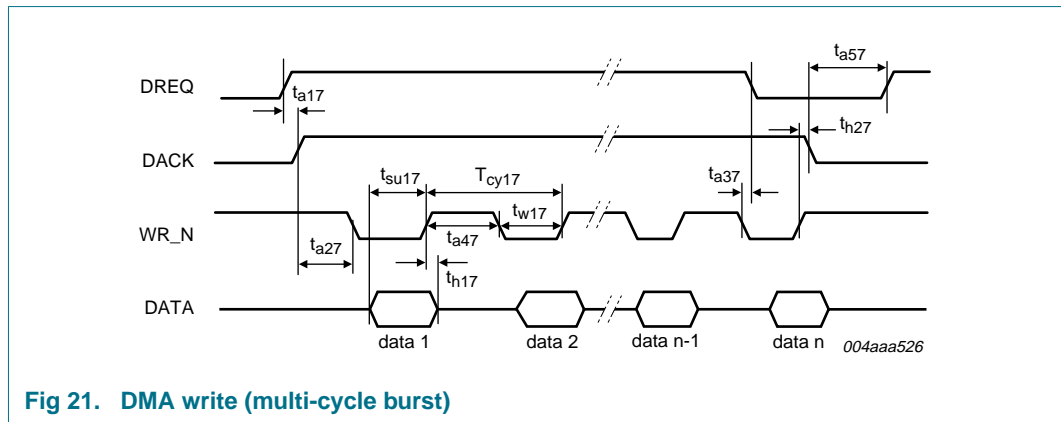 t_a57
DREQ
t_a17
t_h27
DACK
t_su17 T_cy17
t_a37
t_w17
WR_N
t_a47
t_a27
t_h17
DATA
data 1 data 2 data n-1 data n 004aaa526
Fig 21. DMA write (multi-cycle burst)